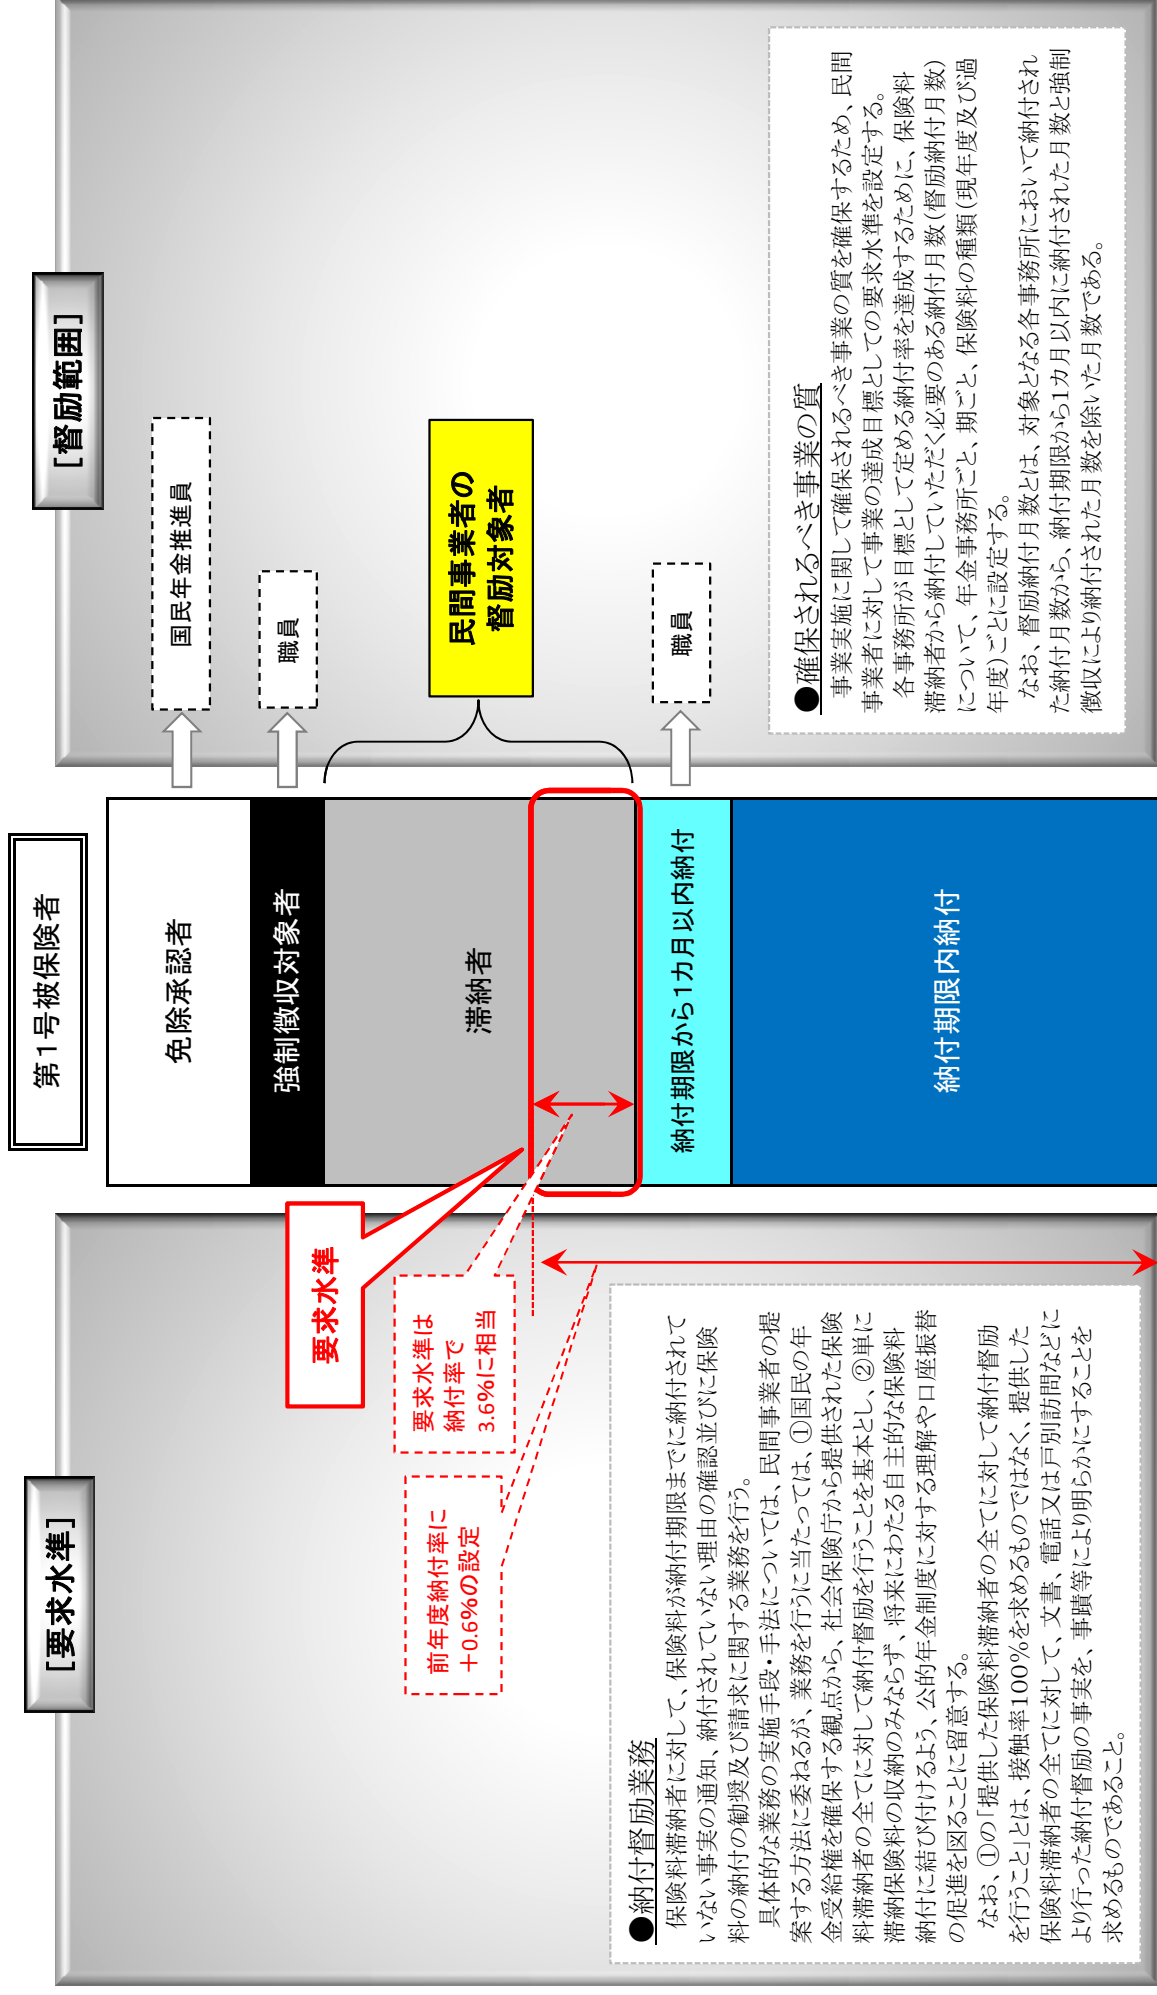 [要求水準]
要求水準
要求水準は
納付率で
3.6%に相当
前年度納付率に
＋0.6%の設定
●納付督励業務
保険料滞納者に対して、保険料が納付期限までに納付されて
いない事実の通知、納付されていない理由の確認並びに保険
料の納付の勧奨及び請求に関する業務を行う。
具体的な業務の実施手段・手法については、民間事業者の提
案する方法に委ねるが、業務を行うに当たっては、①国民の年
金受給権を確保する観点から、社会保険庁から提供された保険
料滞納者の全てに対して納付督励を行うことを基本とし、②単に
滞納保険料の収納のみならず、将来にわたる自主的な保険料
納付に結び付けるよう、公的年金制度に対する理解や口座振替
の促進を図ることに留意する。
なお、①の「提供した保険料滞納者の全てに対して納付督励
を行うこと」とは、接触率100％を求めるものではなく、提供した
保険料滞納者の全てに対して、文書、電話又は戸別訪問などに
より行った納付督励の事実を、事蹟等により明らかにすることを
求めるものであること。
第１号被保険者
免除承認者
強制徴収対象者
滞納者
納付期限から１カ月以内納付
納付期限内納付
[督励範囲]
国民年金推進員
職員
民間事業者の
督励対象者
職員
●確保されるべき事業の質
事業実施に関して確保されるべき事業の質を確保するため、民間
事業者に対して事業の達成目標としての要求水準を設定する。
各事務所が目標として定める納付率を達成するために、保険料
滞納者から納付していただく必要のある納付月数（督励納付月数）
について、年金事務所ごと、期ごと、保険料の種類（現年度及び過
年度）ごとに設定する。
なお、督励納付月数とは、対象となる各事務所において納付され
た納付月数から、納付期限から1カ月以内に納付された月数と強制
徴収により納付された月数を除いた月数である。